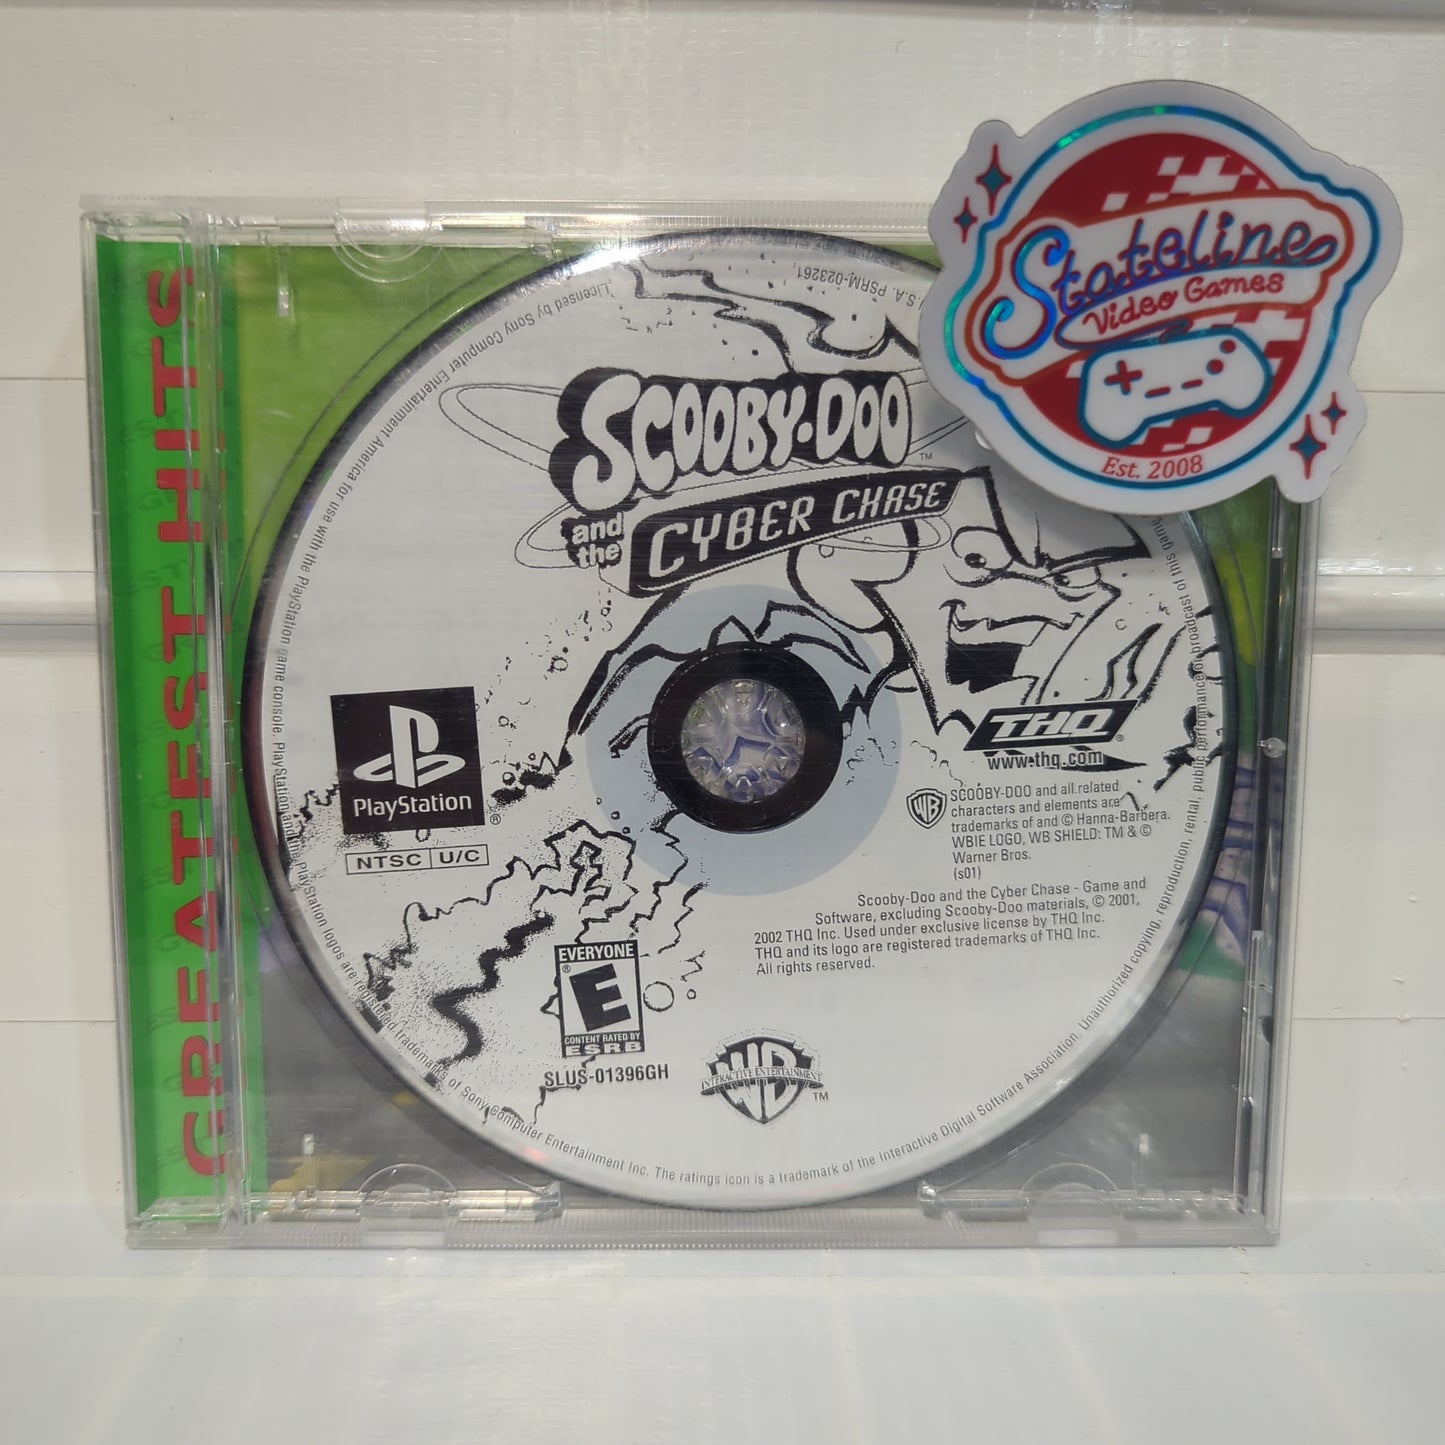 GREATEST HITS
Stateline
Video Games
Est. 2008
SCOOBY-DOO™
and the
CYBER CHASE
PlayStation®
NTSC U/C
THQ®
www.thq.com
WB
SCOOBY-DOO and all related
characters and elements are
trademarks of and © Hanna-Barbera.
WBIE LOGO, WB SHIELD: TM & ©
Warner Bros.
(s01)
Scooby-Doo and the Cyber Chase - Game and
Software, excluding Scooby-Doo materials, © 2001,
2002 THQ Inc. Used under exclusive license by THQ Inc.
THQ and its logo are registered trademarks of THQ Inc.
All rights reserved.
EVERYONE
E®
CONTENT RATED BY
ESRB
SLUS-01396GH
WB
INTERACTIVE ENTERTAINMENT
TM
Licensed by Sony Computer Entertainment America for use with the PlayStation game console. PlayStation and the PlayStation logos are registered trademarks of Sony Computer Entertainment Inc. The ratings icon is a trademark of the Interactive Digital Software Association. Unauthorized copying, reproduction, rental, public performance or broadcast of this game
U.S.A. PSRM-023261